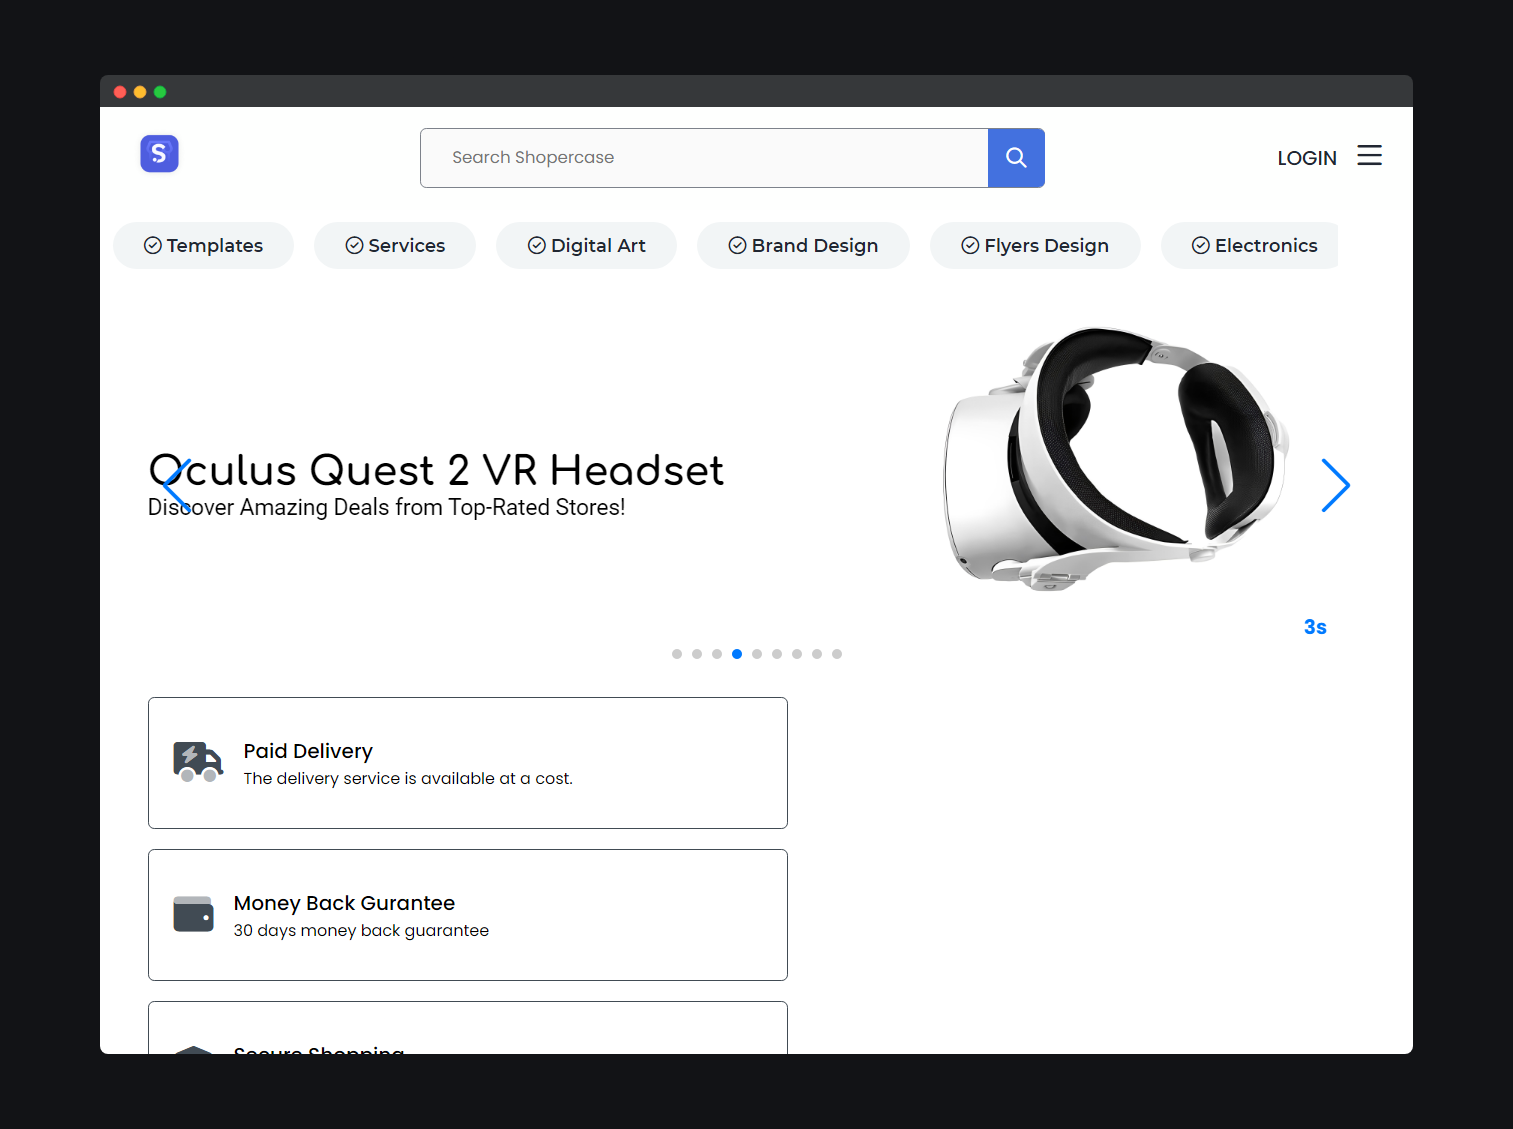 S
Search Shopercase
LOGIN
Templates
Services
Digital Art
Brand Design
Flyers Design
Electronics
Oculus Quest 2 VR Headset
Discover Amazing Deals from Top-Rated Stores!
3s
Paid Delivery
The delivery service is available at a cost.
Money Back Gurantee
30 days money back guarantee
Secure Shopping